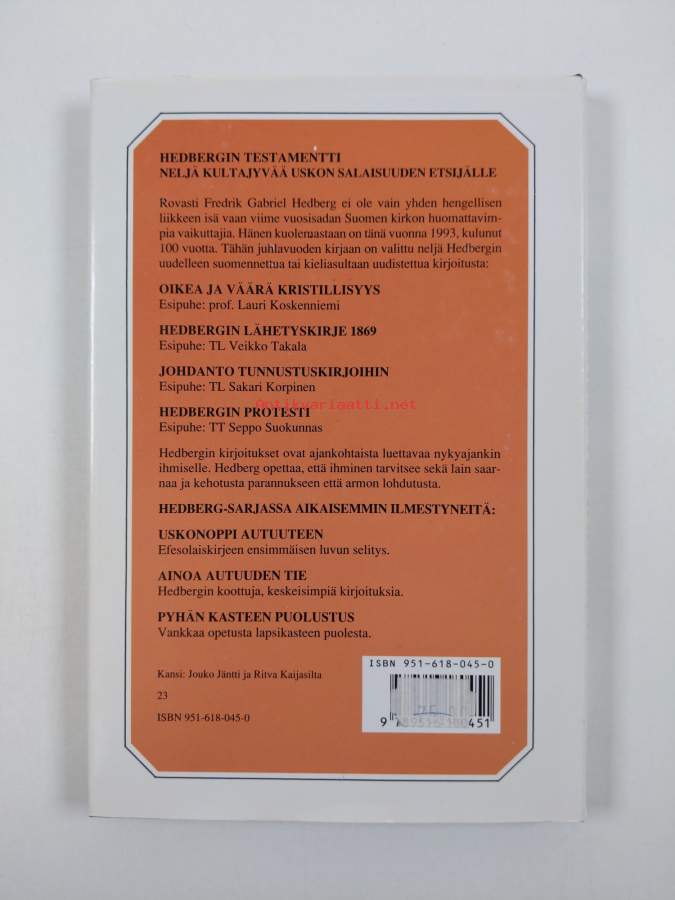 HEDBERGIN TESTAMENTTI
NELJÄ KULTAJYVÄÄ USKON SALAISUUDEN ETSIJÄLLE
Rovasti Fredrik Gabriel Hedberg ei ole vain yhden hengellisen
liikkeen isä vaan viime vuosisadan Suomen kirkon huomattavim-
pia vaikuttajia. Hänen kuolemastaan on tänä vuonna 1993, kulunut
100 vuotta. Tähän juhlavuoden kirjaan on valittu neljä Hedbergin
uudelleen suomennettua tai kieliasultaan uudistettua kirjoitusta:
OIKEA JA VÄÄRÄ KRISTILLISYYS
Esipuhe: prof. Lauri Koskenniemi
HEDBERGIN LÄHETYSKIRJE 1869
Esipuhe: TL Veikko Takala
JOHDANTO TUNNUSTUSKIRJOIHIN
Esipuhe: TL Sakari Korpinen
Antikvariaatti.net
HEDBERGIN PROTESTI
Esipuhe: TT Seppo Suokunnas
Hedbergin kirjoitukset ovat ajankohtaista luettavaa nykyajankin
ihmiselle. Hedberg opettaa, että ihminen tarvitsee sekä lain saar-
naa ja kehotusta parannukseen että armon lohdutusta.
HEDBERG-SARJASSA AIKAISEMMIN ILMESTYNEITÄ:
USKONOPPI AUTUUTEEN
Efesolaiskirjeen ensimmäisen luvun selitys.
AINOA AUTUUDEN TIE
Hedbergin koottuja, keskeisimpiä kirjoituksia.
PYHÄN KASTEEN PUOLUSTUS
Vankkaa opetusta lapsikasteen puolesta.
Kansi: Jouko Jäntti ja Ritva Kaijasilta
23
ISBN 951-618-045-0
ISBN 951-618-045-0